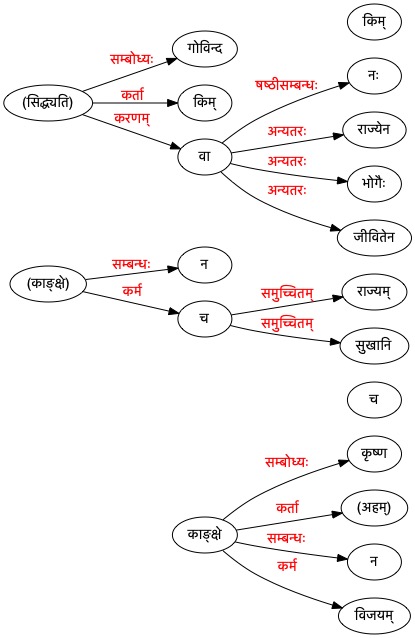 किम्
(सिद्ध्यति)
सम्बोध्यः
गोविन्द
कर्ता
किम्
करणम्
वा
षष्ठीसम्बन्धः
नः
अन्यतरः
राज्येन
अन्यतरः
भोगैः
अन्यतरः
जीवितेन
(काङ्क्षे)
सम्बन्धः
न
कर्म
च
समुच्चितम्
राज्यम्
समुच्चितम्
सुखानि
च
काङ्क्षे
सम्बोध्यः
कृष्ण
कर्ता
(अहम्)
सम्बन्धः
न
कर्म
विजयम्